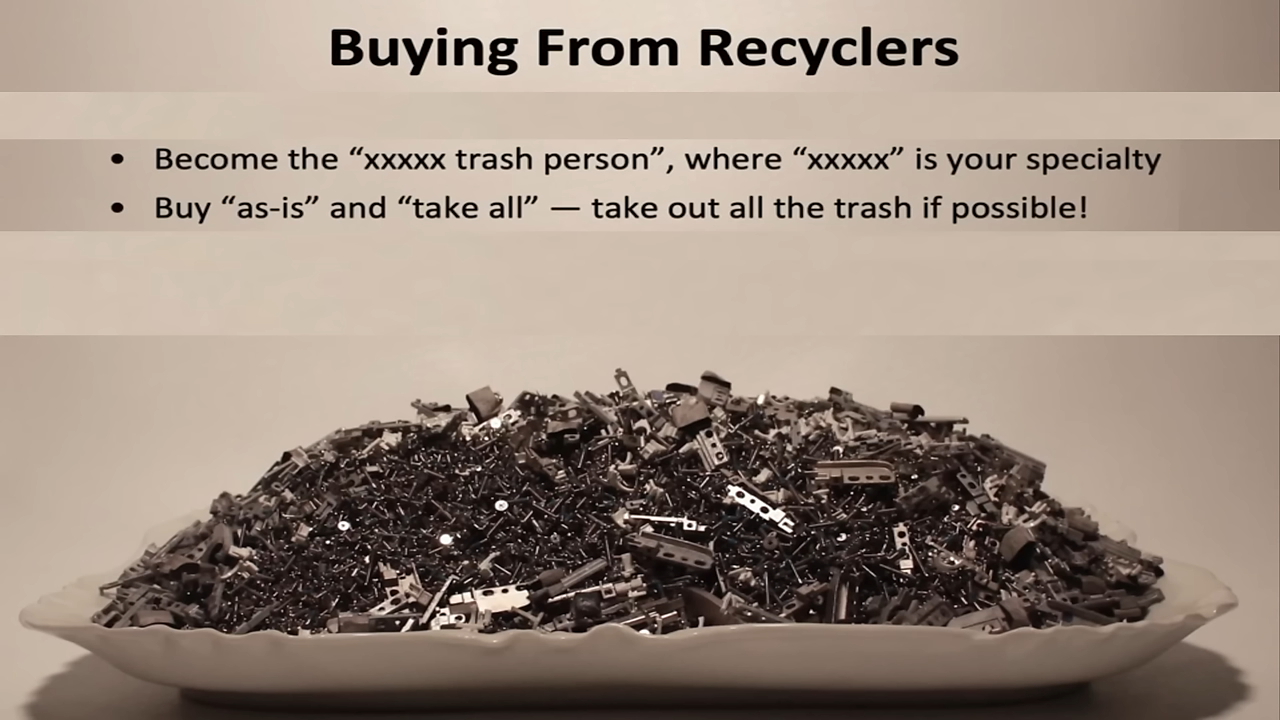 Buying From Recyclers
• Become the “xxxxx trash person”, where “xxxxx” is your specialty
• Buy “as-is” and “take all” — take out all the trash if possible!